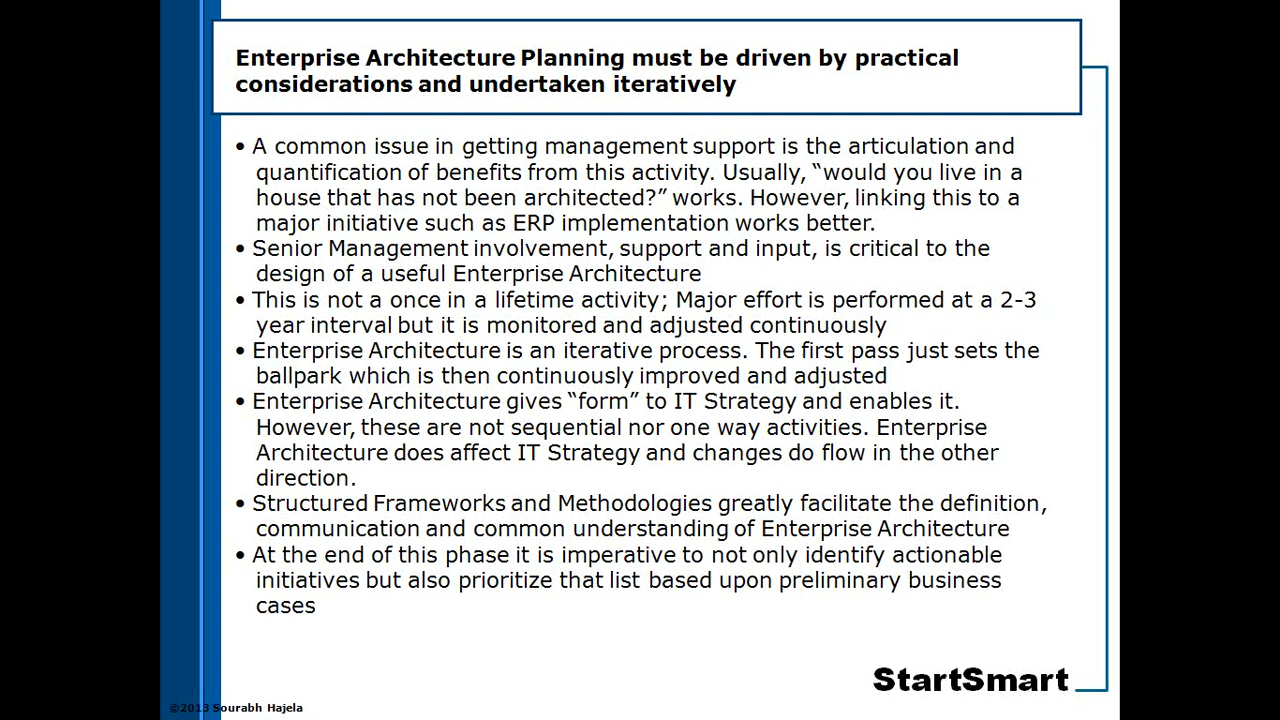 Enterprise Architecture Planning must be driven by practical
considerations and undertaken iteratively
• A common issue in getting management support is the articulation and
quantification of benefits from this activity. Usually, “would you live in a
house that has not been architected?” works. However, linking this to a
major initiative such as ERP implementation works better.
• Senior Management involvement, support and input, is critical to the
design of a useful Enterprise Architecture
• This is not a once in a lifetime activity; Major effort is performed at a 2-3
year interval but it is monitored and adjusted continuously
• Enterprise Architecture is an iterative process. The first pass just sets the
ballpark which is then continuously improved and adjusted
• Enterprise Architecture gives “form” to IT Strategy and enables it.
However, these are not sequential nor one way activities. Enterprise
Architecture does affect IT Strategy and changes do flow in the other
direction.
• Structured Frameworks and Methodologies greatly facilitate the definition,
communication and common understanding of Enterprise Architecture
• At the end of this phase it is imperative to not only identify actionable
initiatives but also prioritize that list based upon preliminary business
cases
StartSmart
©2013 Sourabh Hajela